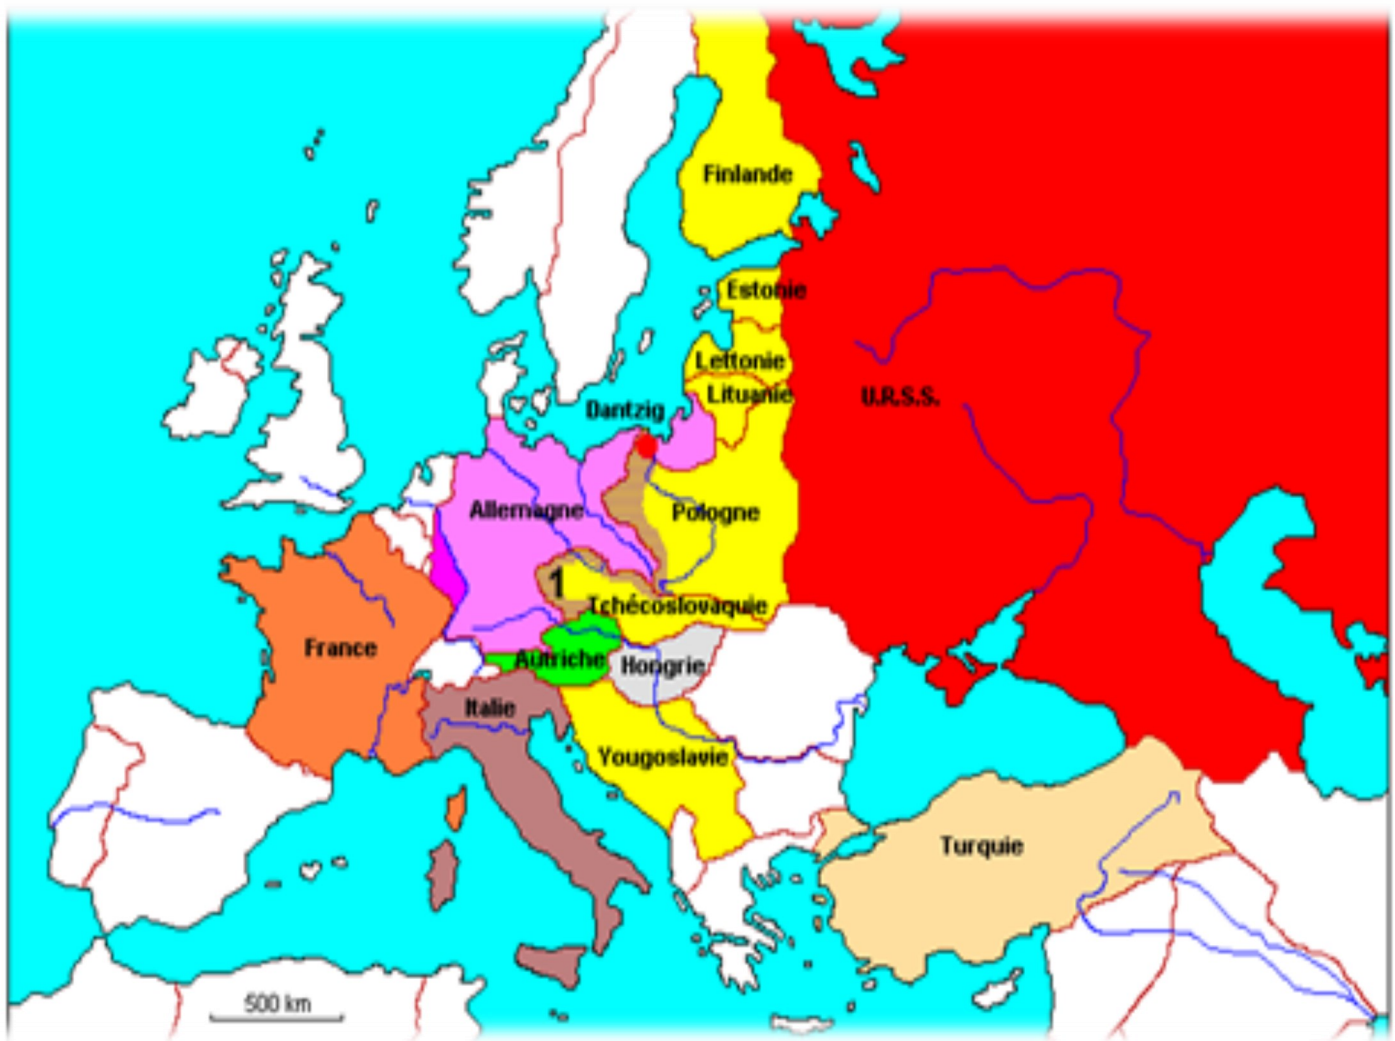 Finlande
Estonie
Lettonie
Lituanie
U.R.S.S.
Dantzig
Allemagne
Pologne
1
Tchécoslovaquie
France
Autriche
Hongrie
Italie
Yougoslavie
Turquie
500 km